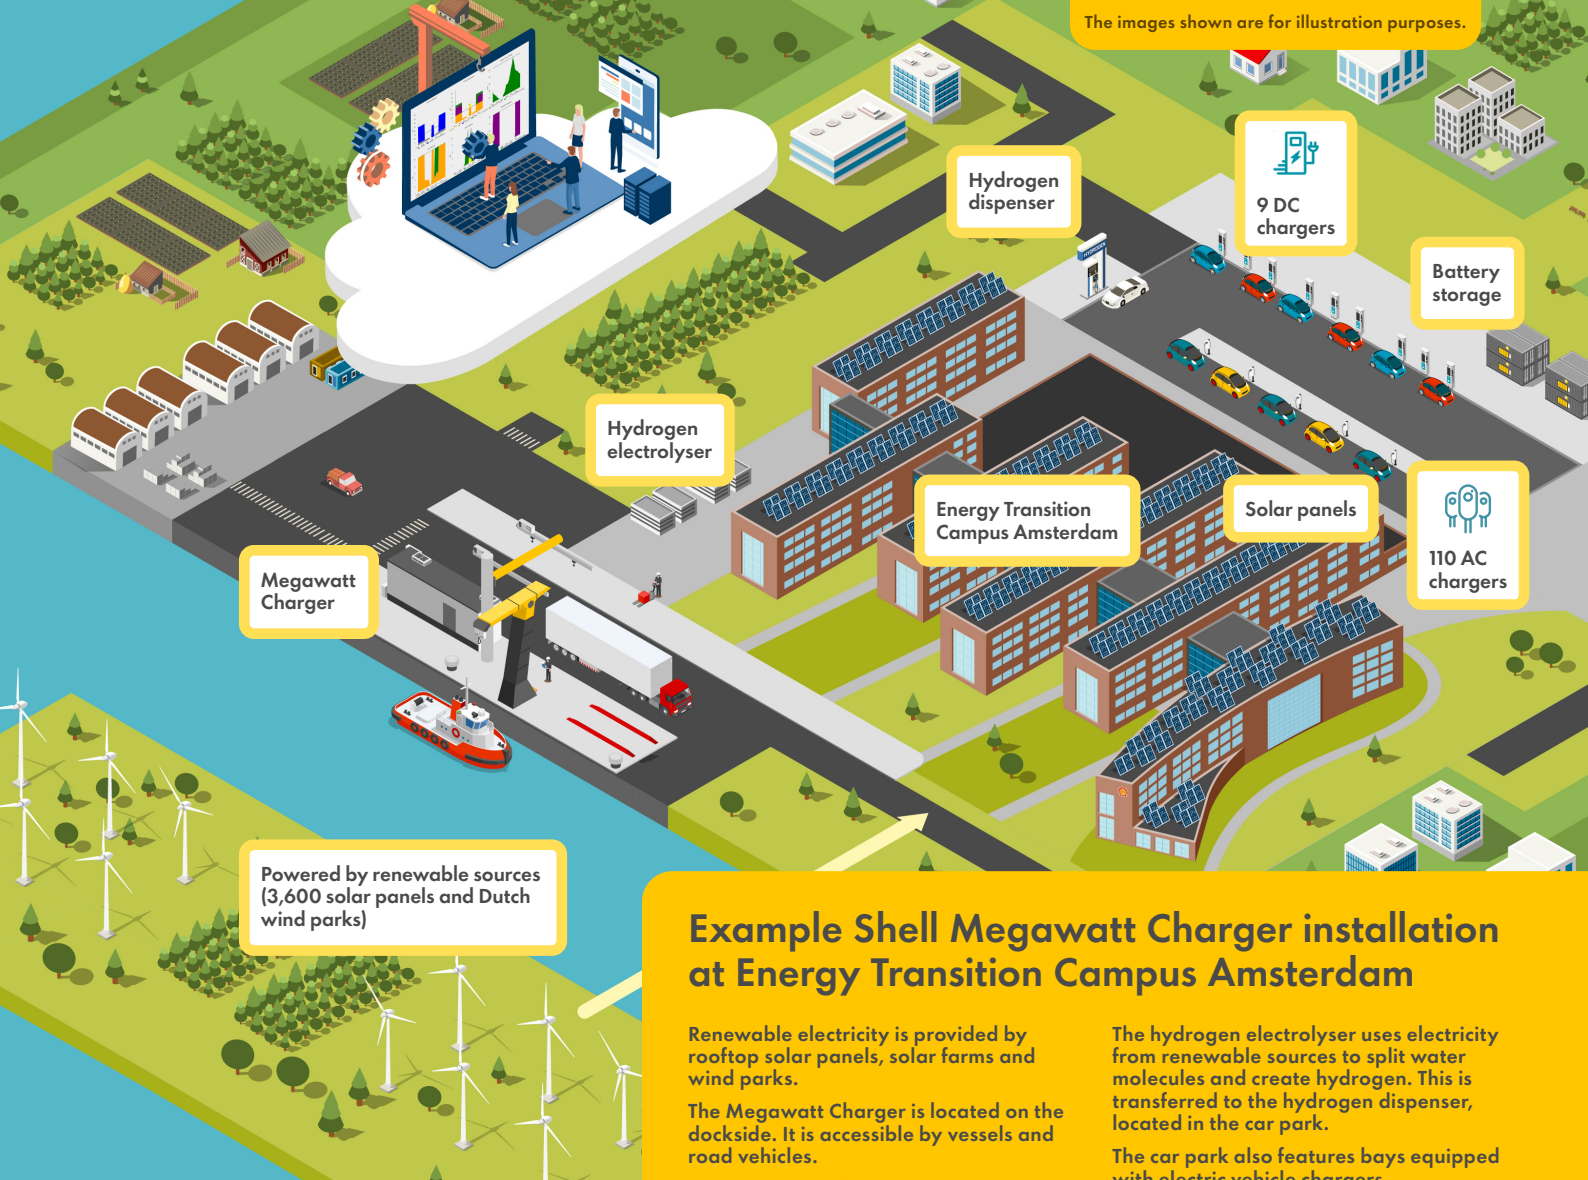 The images shown are for illustration purposes.
Hydrogen
dispenser
9 DC
chargers
Battery
storage
HYDROGEN
Hydrogen
electrolyser
Energy Transition
Campus Amsterdam
Solar panels
110 AC
chargers
Megawatt
Charger
Powered by renewable sources
(3,600 solar panels and Dutch
wind parks)
Example Shell Megawatt Charger installation
at Energy Transition Campus Amsterdam
Renewable electricity is provided by
rooftop solar panels, solar farms and
wind parks.
The Megawatt Charger is located on the
dockside. It is accessible by vessels and
road vehicles.
The hydrogen electrolyser uses electricity
from renewable sources to split water
molecules and create hydrogen. This is
transferred to the hydrogen dispenser,
located in the car park.
The car park also features bays equipped
with electric vehicle chargers.